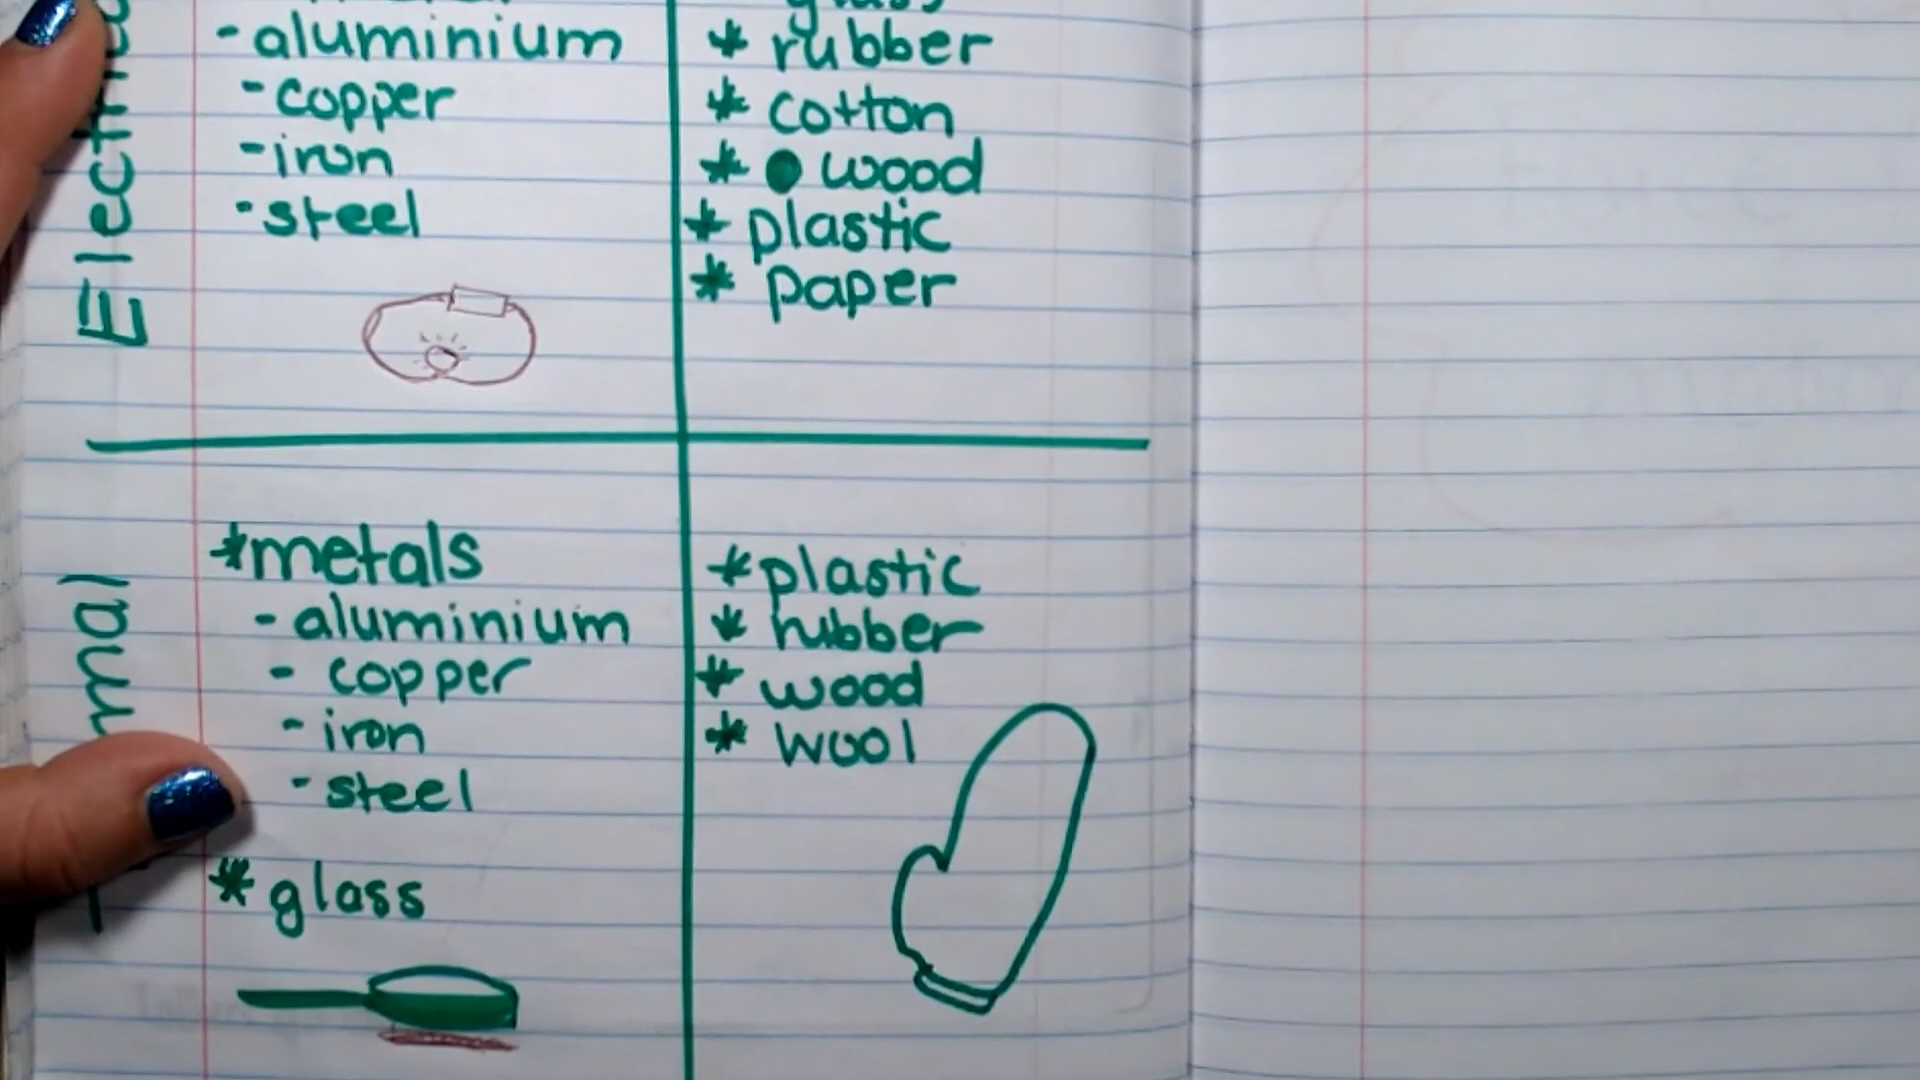 - aluminium
- copper
- iron
- steel
glass
* rubber
* cotton
* wood
* plastic
* paper
* metals
- aluminium
- copper
- iron
- steel
* glass
* plastic
* rubber
* wood
* wool